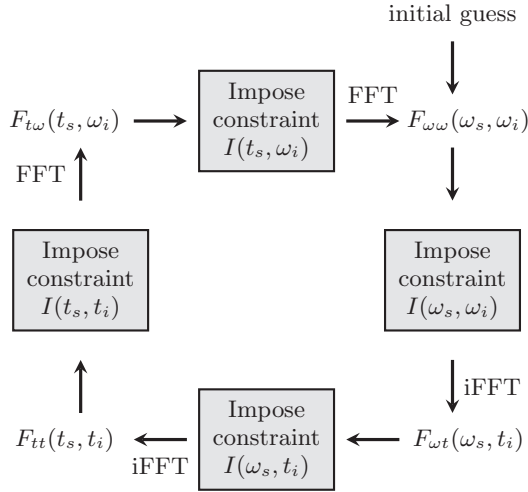 initial guess
F_{tω}(t_s, ω_i)
Impose
constraint
I(t_s, ω_i)
FFT
F_{ωω}(ω_s, ω_i)
FFT
Impose
constraint
I(t_s, t_i)
Impose
constraint
I(ω_s, ω_i)
iFFT
F_{tt}(t_s, t_i)
iFFT
Impose
constraint
I(ω_s, t_i)
F_{ωt}(ω_s, t_i)